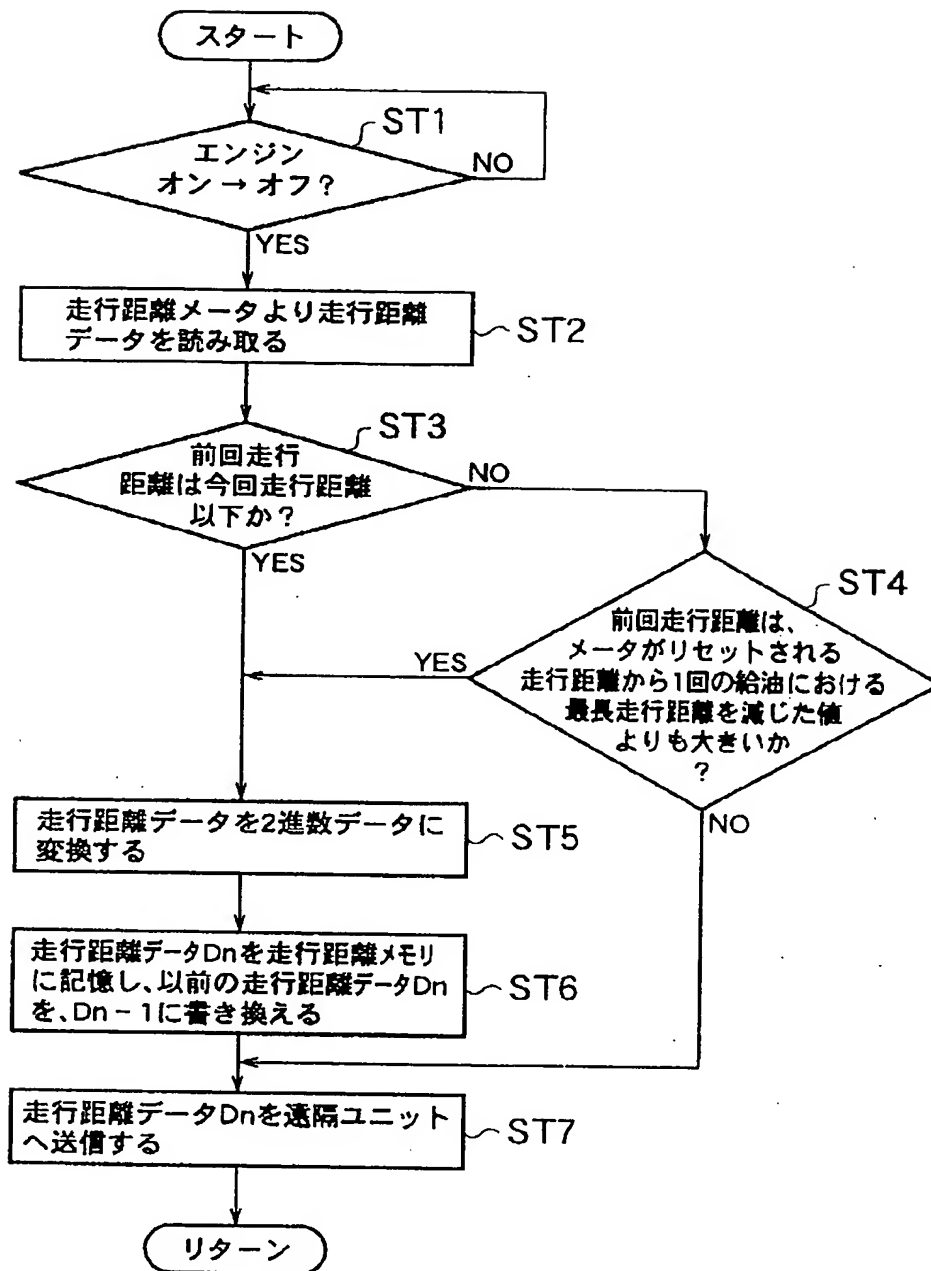 スタート
ST1
エンジン
オン → オフ?
NO
YES
走行距離メータより走行距離
データを読み取る
ST2
ST3
前回走行
距離は今回走行距離
以下か?
NO
YES
ST4
前回走行距離は、
メータがリセットされる
走行距離から1回の給油における
最長走行距離を減じた値
よりも大きいか
?
YES
NO
走行距離データを2進数データに
変換する
ST5
走行距離データDnを走行距離メモリ
に記憶し、以前の走行距離データDn
を、Dn-1に書き換える
ST6
走行距離データDnを遠隔ユニット
へ送信する
ST7
リターン